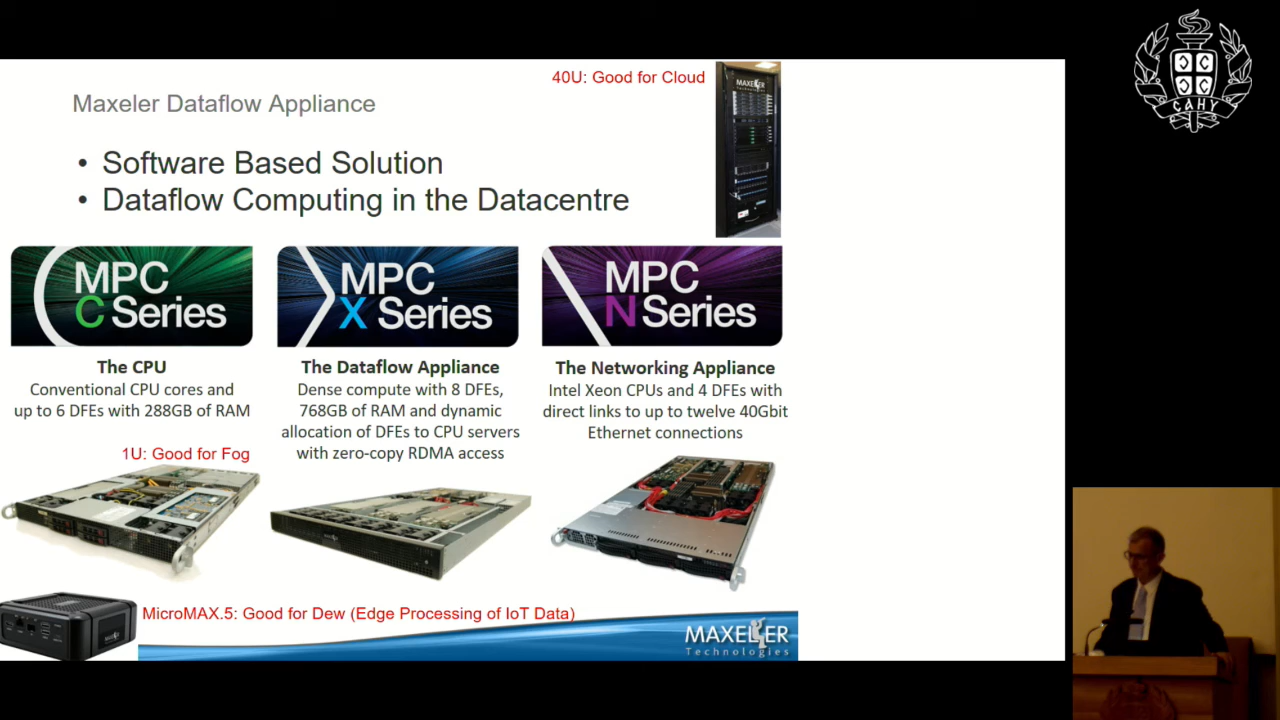 40U: Good for Cloud
MAXELER
Technologies
Maxeler Dataflow Appliance
• Software Based Solution
• Dataflow Computing in the Datacentre
MPC
C Series
MPC
X Series
MPC
N Series
The CPU
Conventional CPU cores and
up to 6 DFEs with 288GB of RAM
The Dataflow Appliance
Dense compute with 8 DFEs,
768GB of RAM and dynamic
allocation of DFEs to CPU servers
with zero-copy RDMA access
The Networking Appliance
Intel Xeon CPUs and 4 DFEs with
direct links to up to twelve 40Gbit
Ethernet connections
1U: Good for Fog
MicroMAX.5: Good for Dew (Edge Processing of IoT Data)
MAXELER
Technologies
САНУ